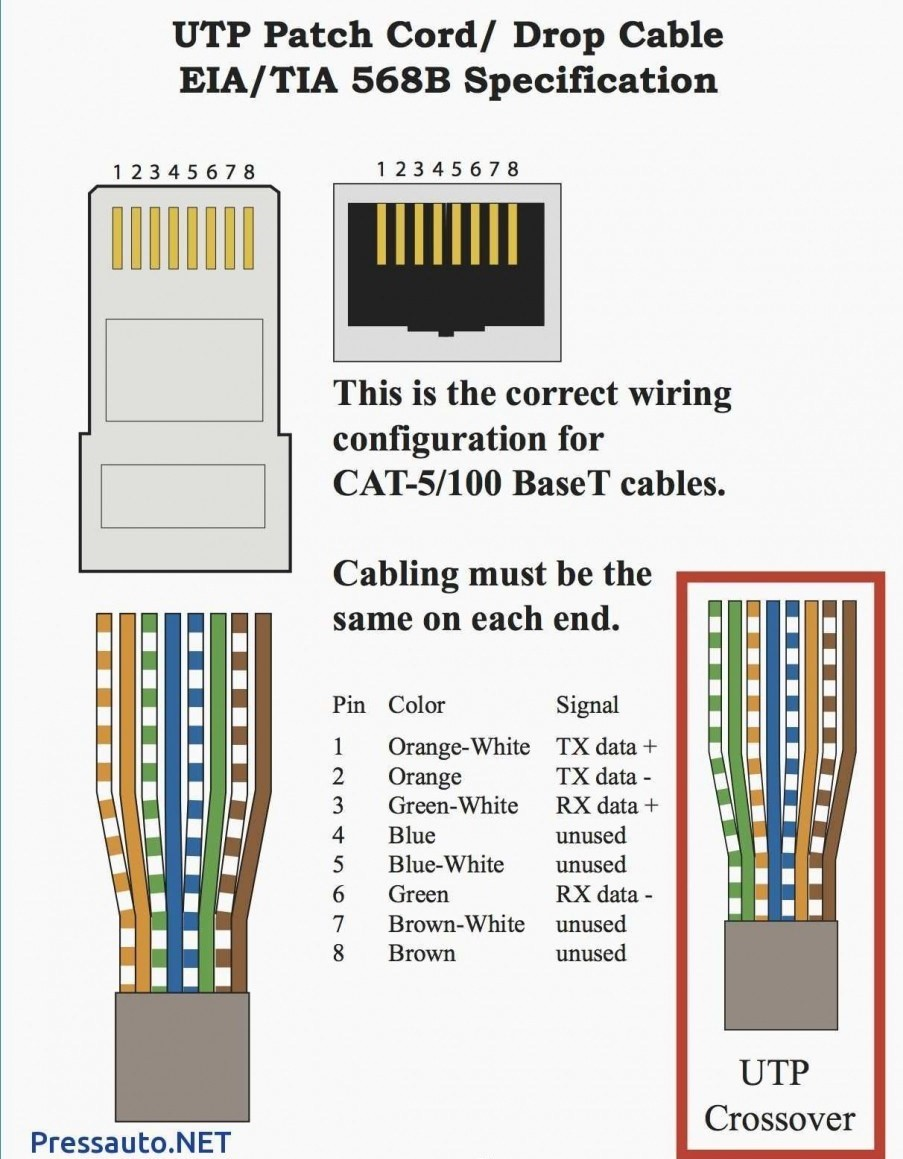 UTP Patch Cord/ Drop Cable
EIA/TIA 568B Specification
1 2 3 4 5 6 7 8
1 2 3 4 5 6 7 8
This is the correct wiring
configuration for
CAT-5/100 BaseT cables.
Cabling must be the
same on each end.
Pin Color Signal
1 Orange-White TX data +
2 Orange TX data -
3 Green-White RX data +
4 Blue unused
5 Blue-White unused
6 Green RX data -
7 Brown-White unused
8 Brown unused
UTP
Crossover
Pressauto.NET